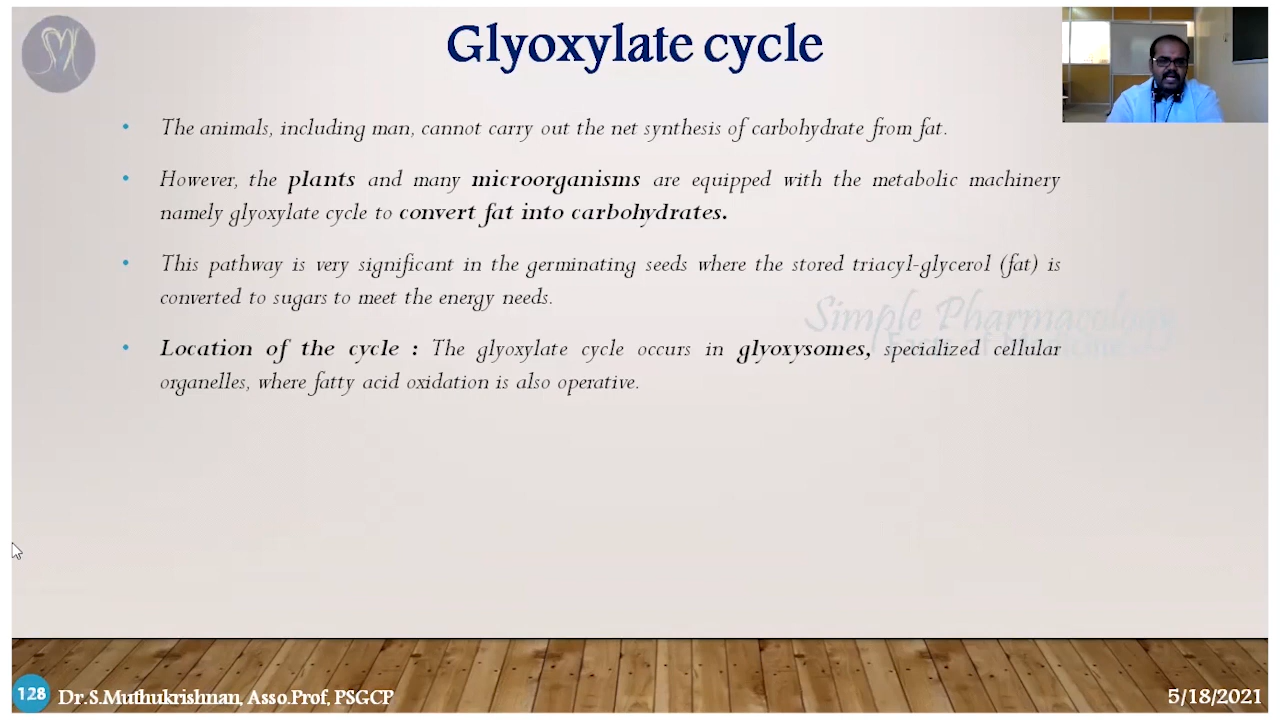 SM
Glyoxylate cycle
• The animals, including man, cannot carry out the net synthesis of carbohydrate from fat.
• However, the plants and many microorganisms are equipped with the metabolic machinery
namely glyoxylate cycle to convert fat into carbohydrates.
• This pathway is very significant in the germinating seeds where the stored triacyl-glycerol (fat) is
converted to sugars to meet the energy needs.
Simple Pharmacology
• Location of the cycle : The glyoxylate cycle occurs in glyoxysomes, specialized cellular
Facts of Medicine
organelles, where fatty acid oxidation is also operative.
128 Dr.S.Muthukrishnan, Asso.Prof, PSGCP
5/18/2021